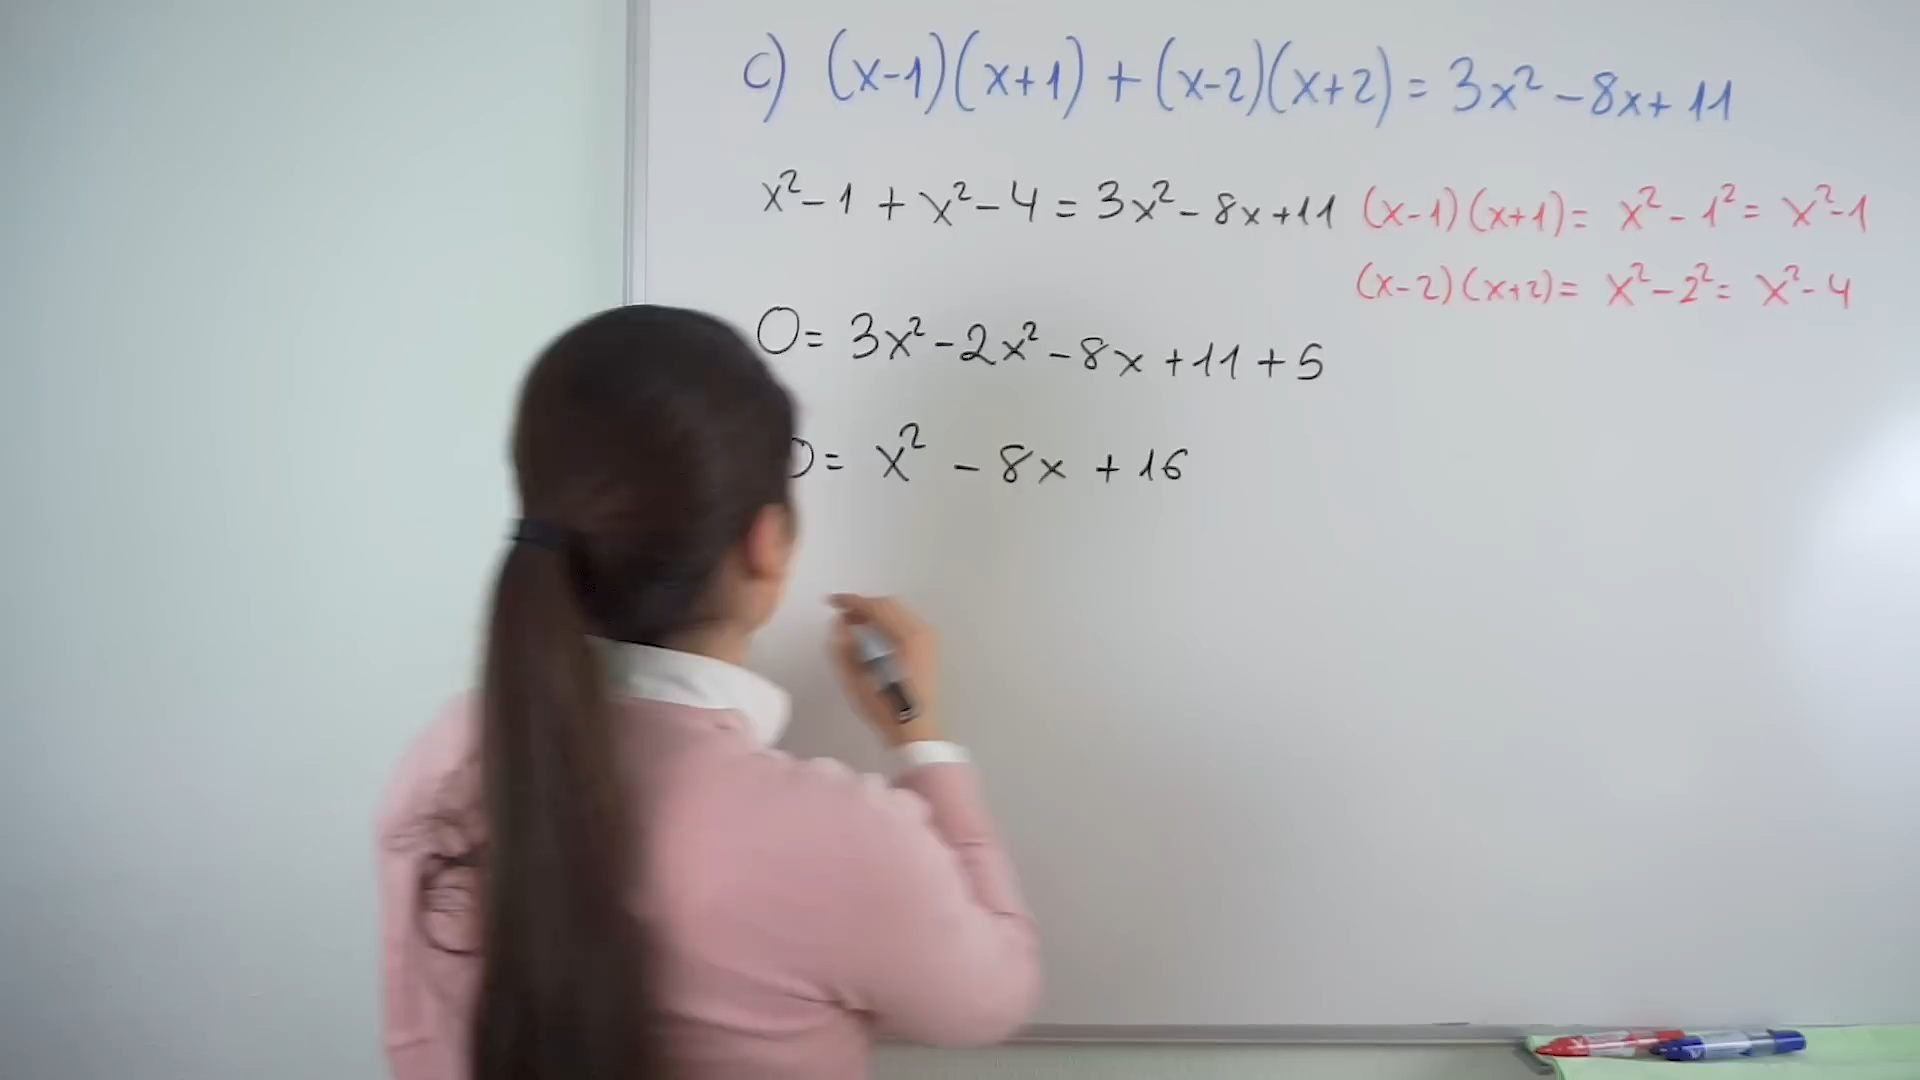 c) (x-1)(x+1) + (x-2)(x+2) = 3x² - 8x + 11
x² - 1 + x² - 4 = 3x² - 8x + 11
(x-1)(x+1) = x² - 1² = x² - 1
(x-2)(x+2) = x² - 2² = x² - 4
0 = 3x² - 2x² - 8x + 11 + 5
0 = x² - 8x + 16